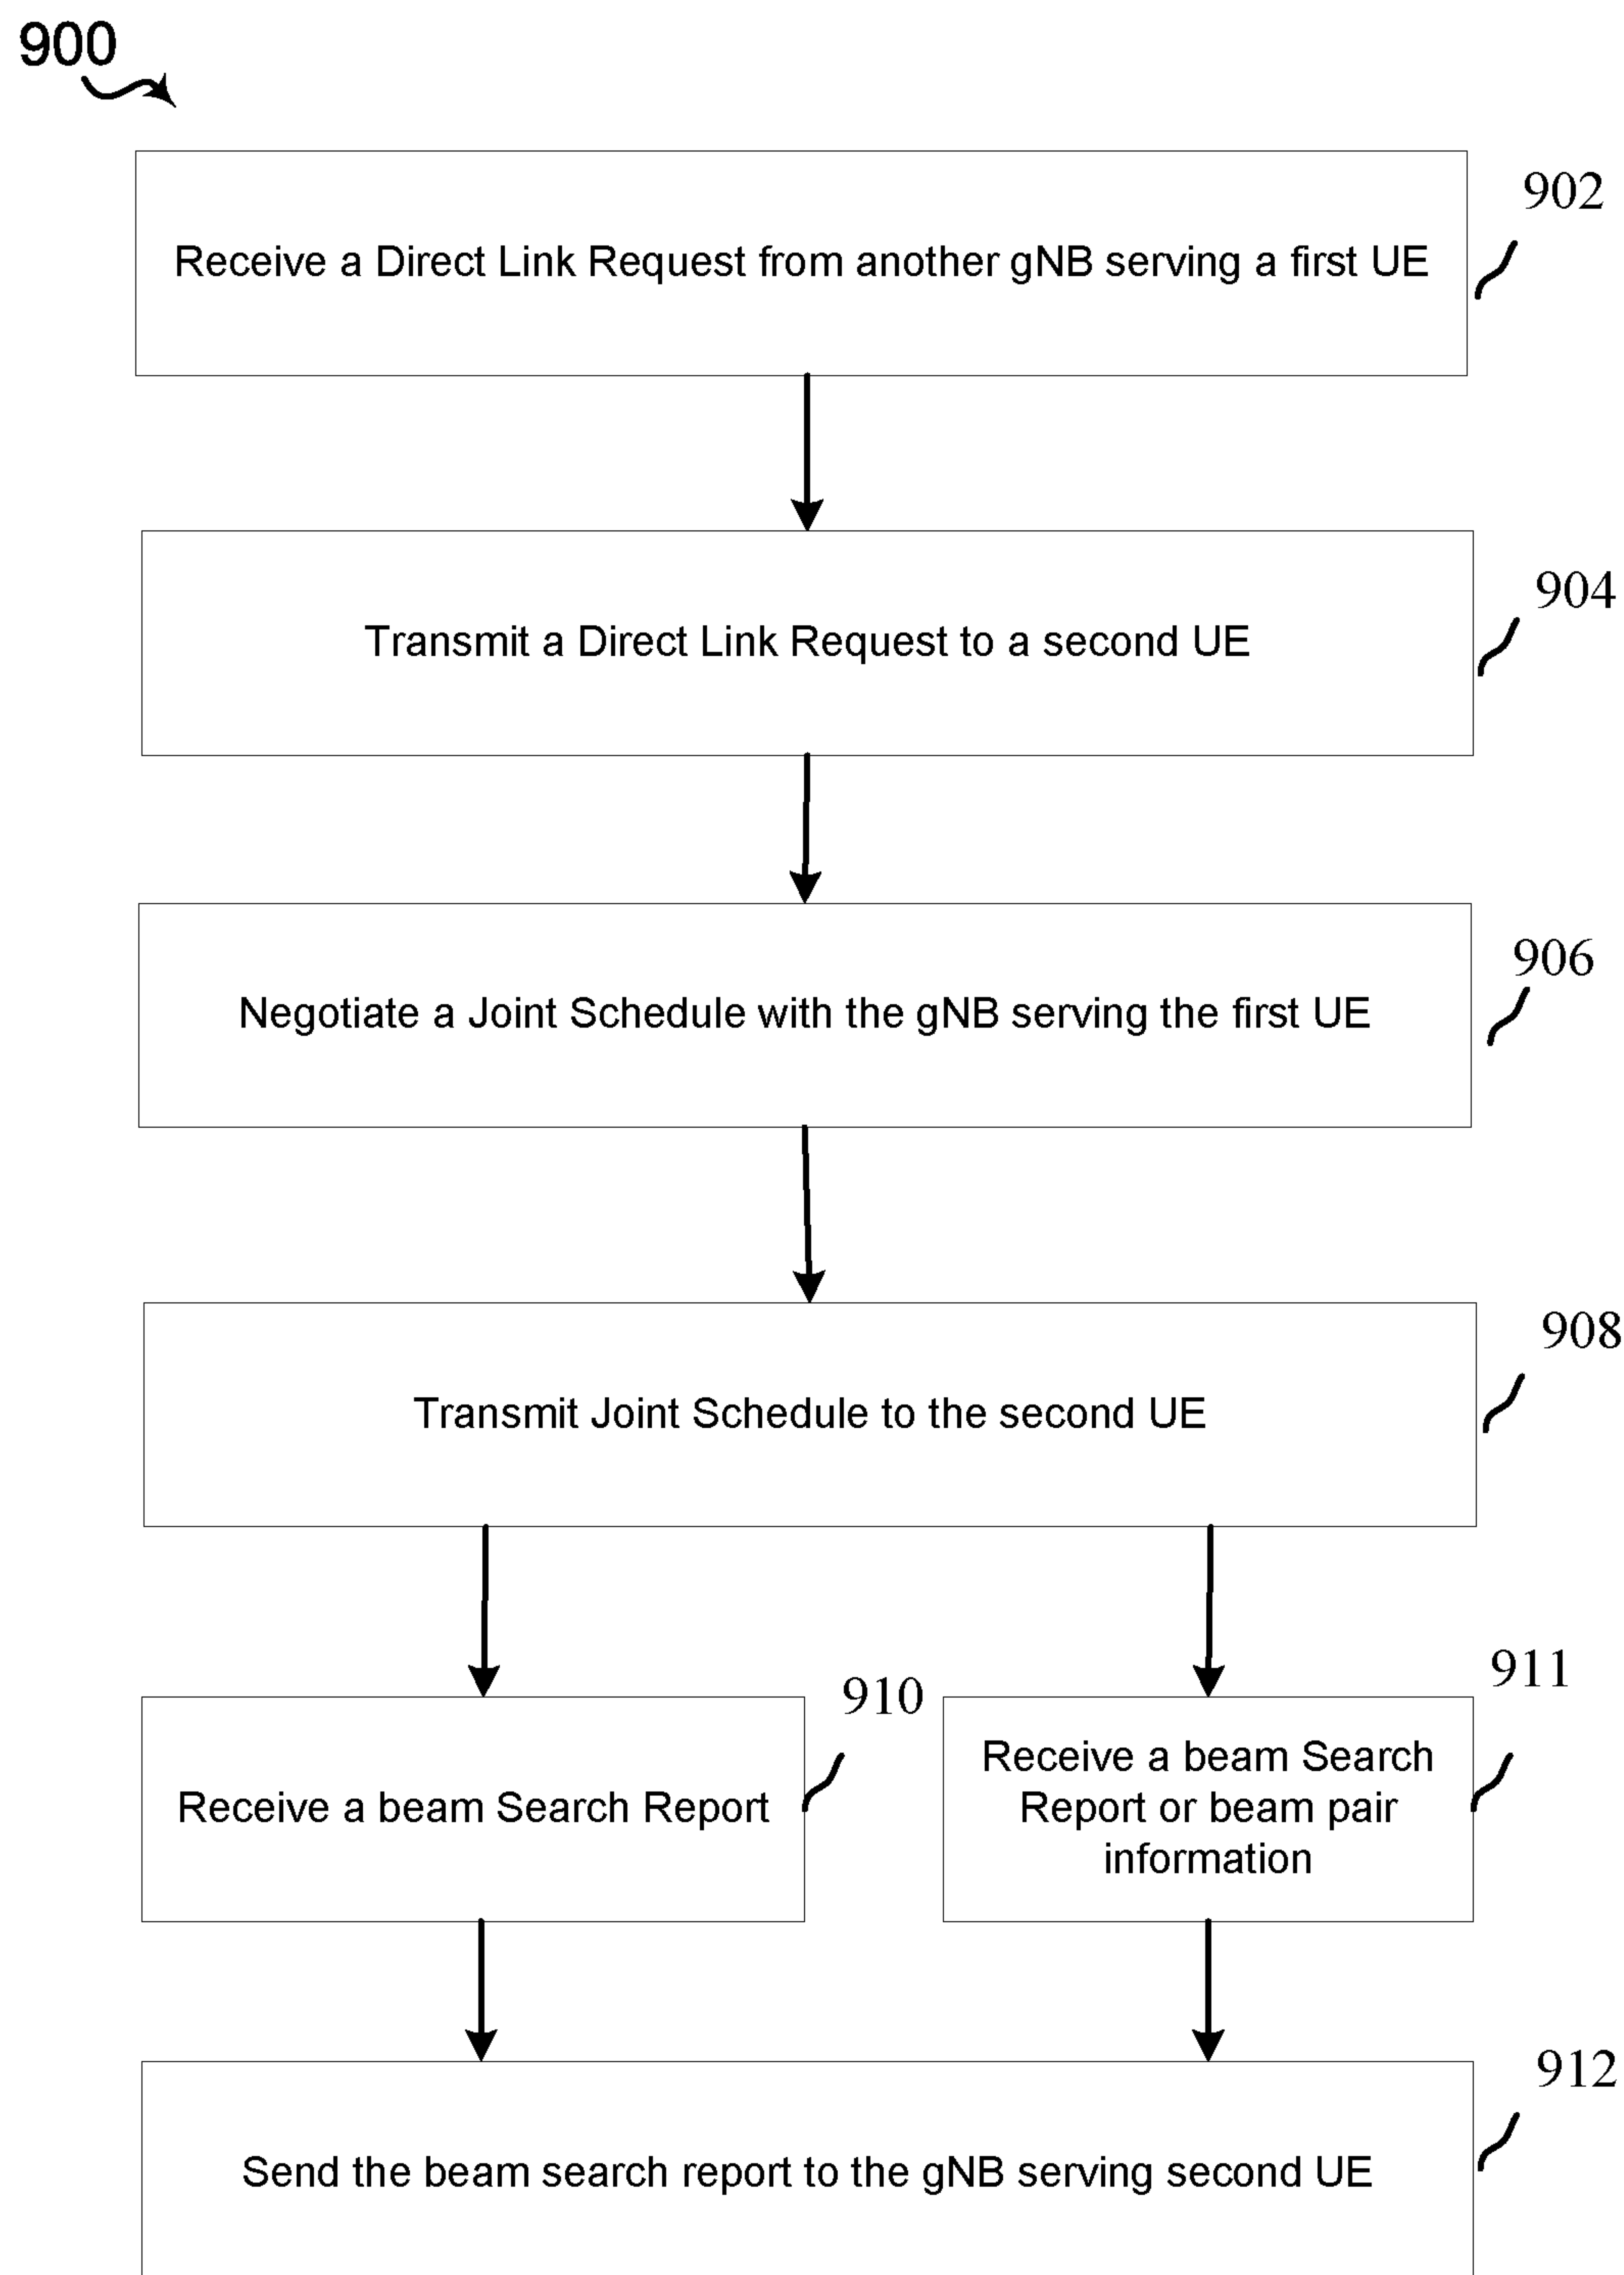 900
902
Receive a Direct Link Request from another gNB serving a first UE
904
Transmit a Direct Link Request to a second UE
906
Negotiate a Joint Schedule with the gNB serving the first UE
908
Transmit Joint Schedule to the second UE
910
Receive a beam Search Report
911
Receive a beam Search
Report or beam pair
information
912
Send the beam search report to the gNB serving second UE